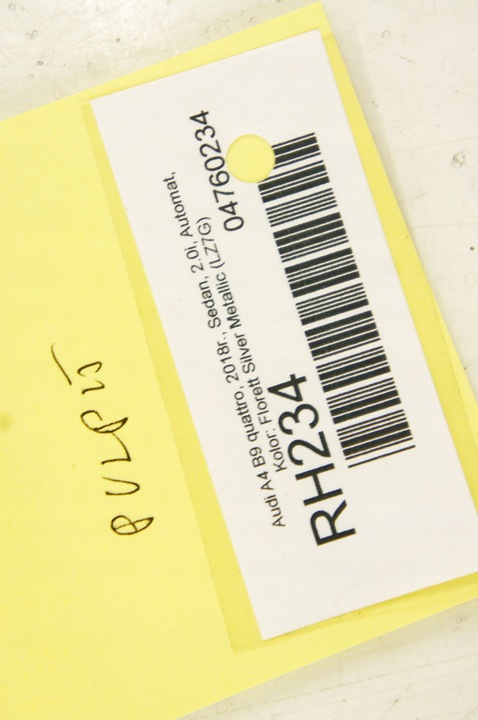 Audi A4 B9 quattro, 2018r., Sedan, 2.0i, Automat,
Kolor: Florett Silver Metallic (LZ7G)
RH234
04760234